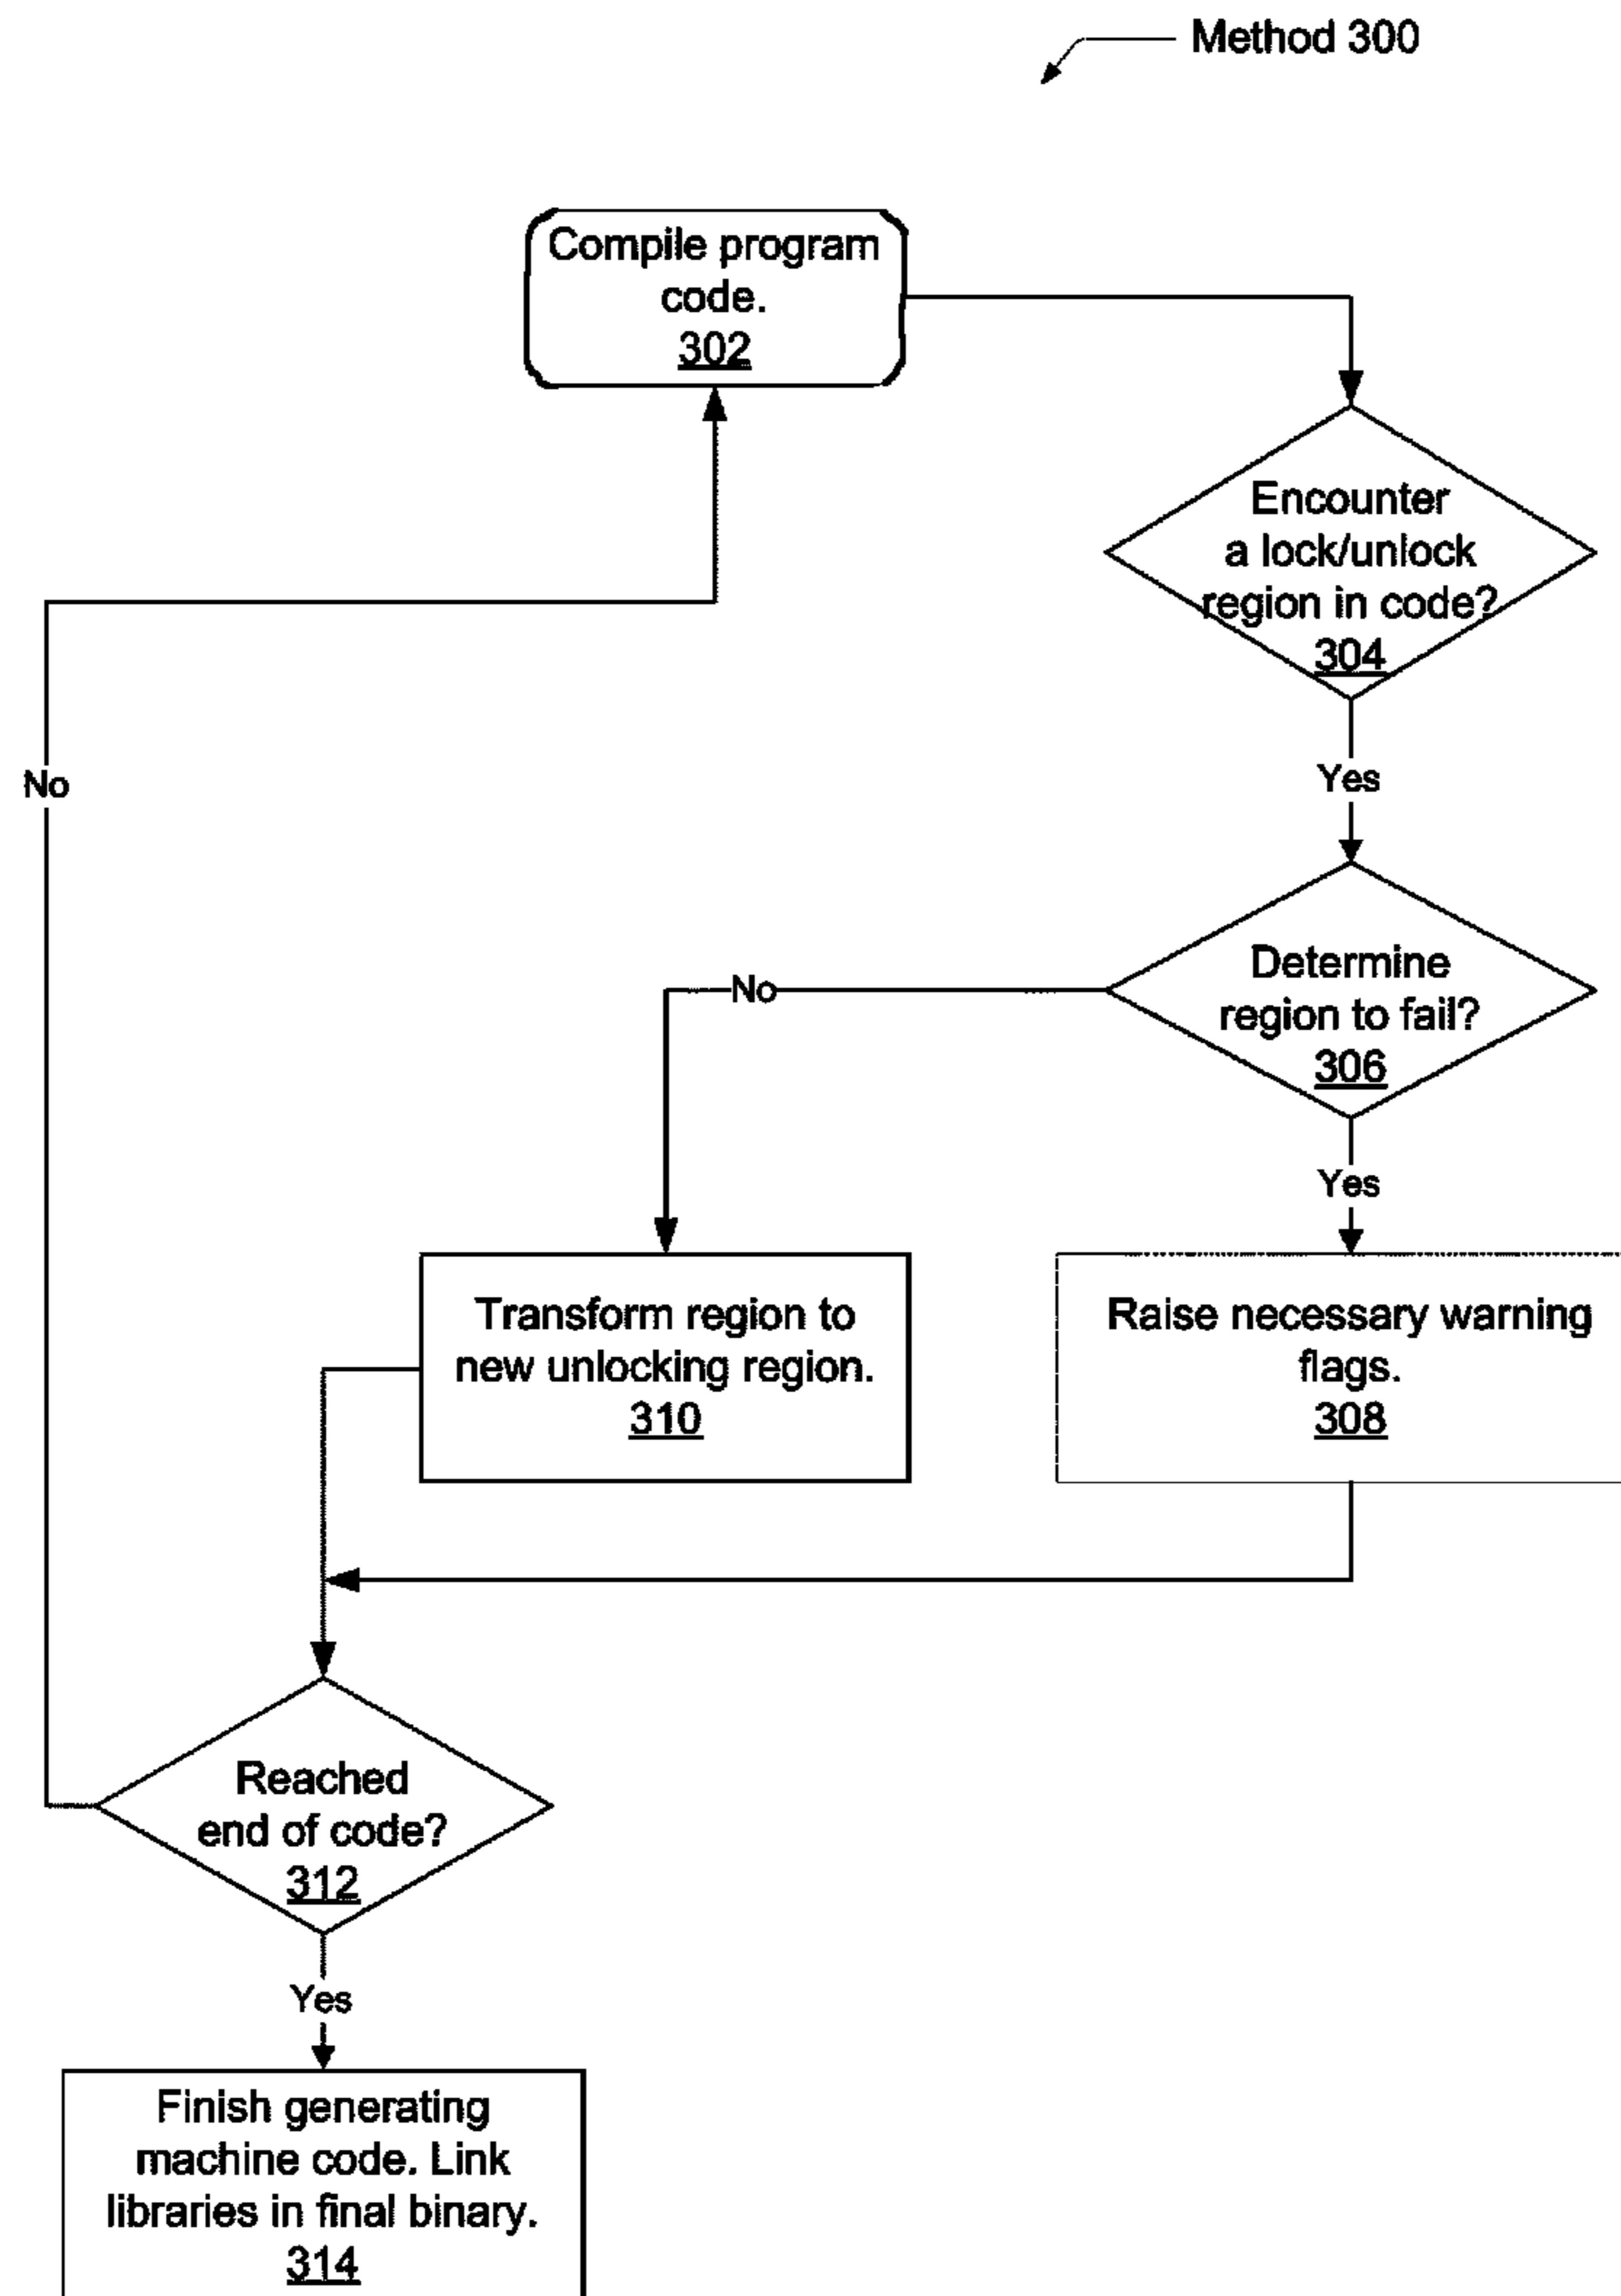 Method 300
Compile program
code.
302
Encounter
a lock/unlock
region in code?
304
Yes
No
Determine
region to fail?
306
No
Yes
Transform region to
new unlocking region.
310
Raise necessary warning
flags.
308
Reached
end of code?
312
Yes
Finish generating
machine code. Link
libraries in final binary.
314